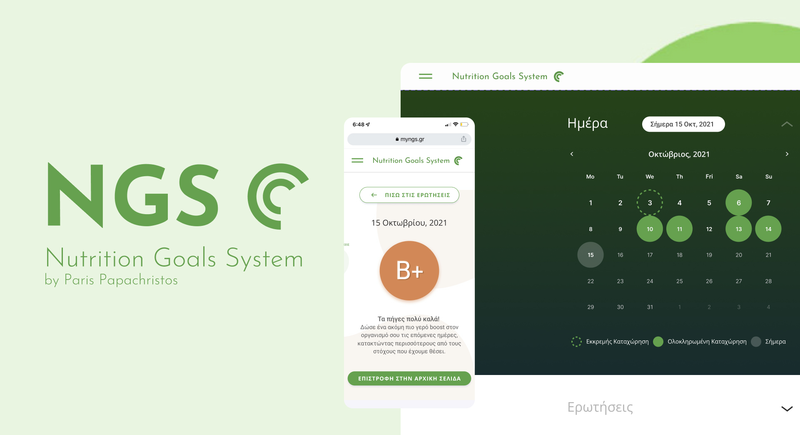 NGS
Nutrition Goals System
by Paris Papachristos
6:48
myngs.gr
Nutrition Goals System
← ΠΙΣΩ ΣΤΙΣ ΕΡΩΤΗΣΕΙΣ
15 Οκτωβρίου, 2021
B+
Τα πήγες πολύ καλά!
Δώσε ένα ακόμη πιο γερό boost στον
οργανισμό σου τις επόμενες ημέρες,
κατακτώντας περισσότερους από τους
στόχους που έχουμε θέσει.
ΕΠΙΣΤΡΟΦΗ ΣΤΗΝ ΑΡΧΙΚΗ ΣΕΛΙΔΑ
Nutrition Goals System
Ημέρα
Σήμερα 15 Οκτ, 2021
Οκτώβριος, 2021
Mo Tu We Th Fri Sa Su
1 2 3 4 5 6 7
8 9 10 11 12 13 14
15 16 17 18 19 20 21
22 23 24 25 26 27 28
29 30 31 1 2 3 4
Εκκρεμής Καταχώρηση Ολοκληρωμένη Καταχώρηση Σήμερα
Ερωτήσεις